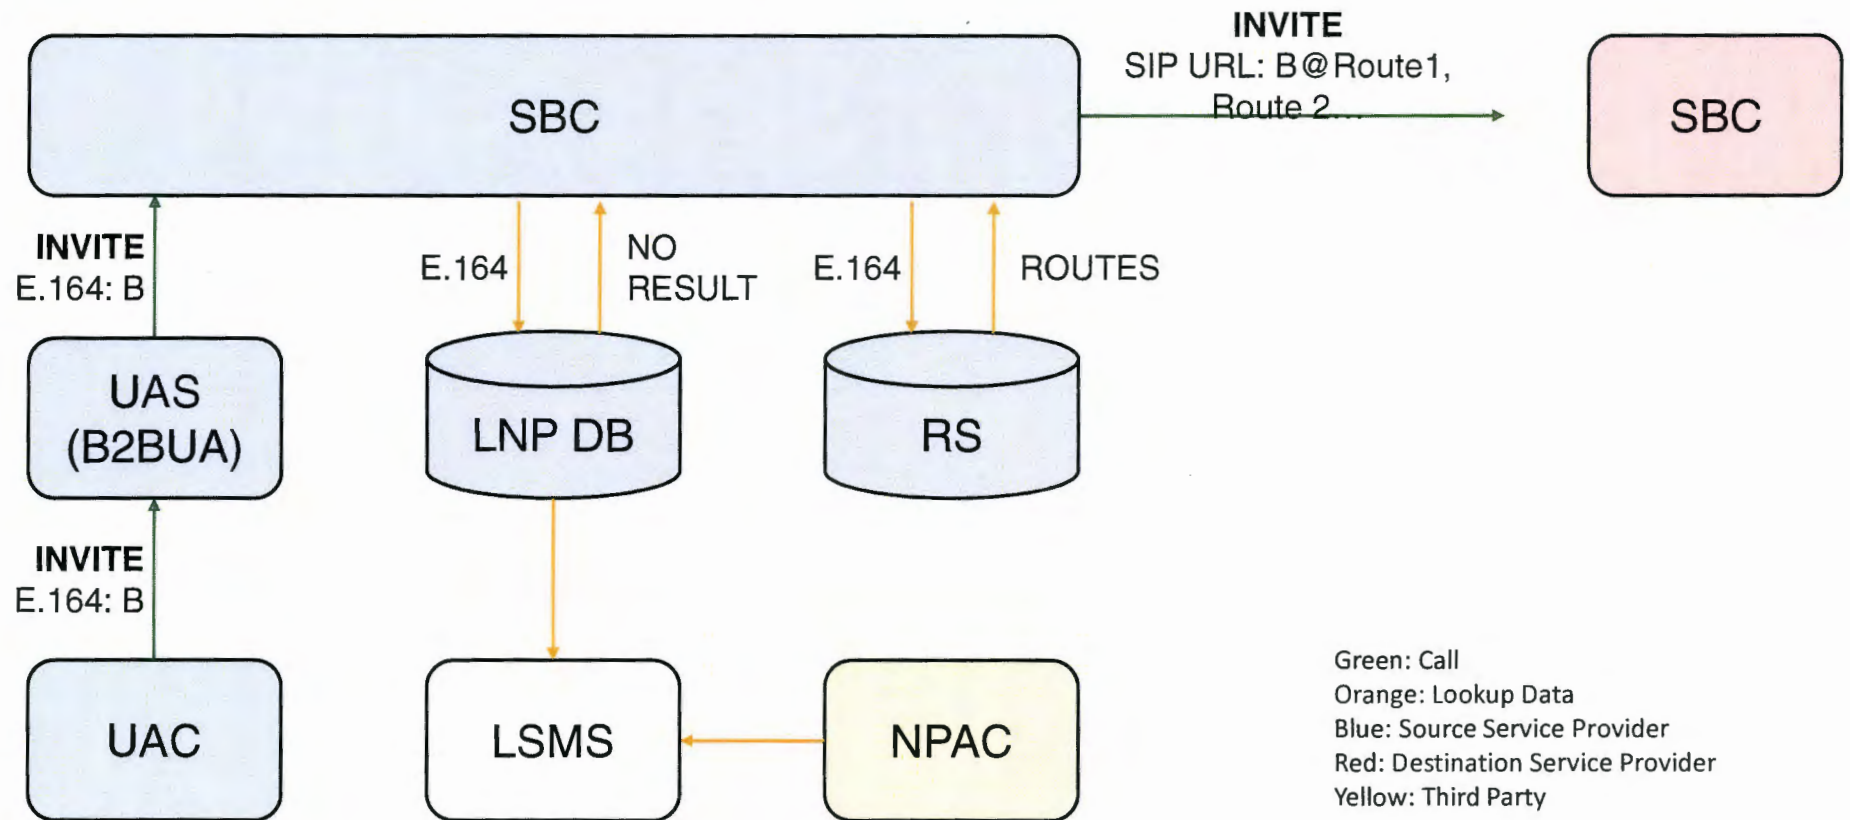 INVITE
SIP URL: B@Route1,
Route 2...
SBC
SBC
INVITE
E.164: B
E.164
NO
RESULT
E.164
ROUTES
UAS
(B2BUA)
LNP DB
RS
INVITE
E.164: B
UAC
LSMS
NPAC
Green: Call
Orange: Lookup Data
Blue: Source Service Provider
Red: Destination Service Provider
Yellow: Third Party